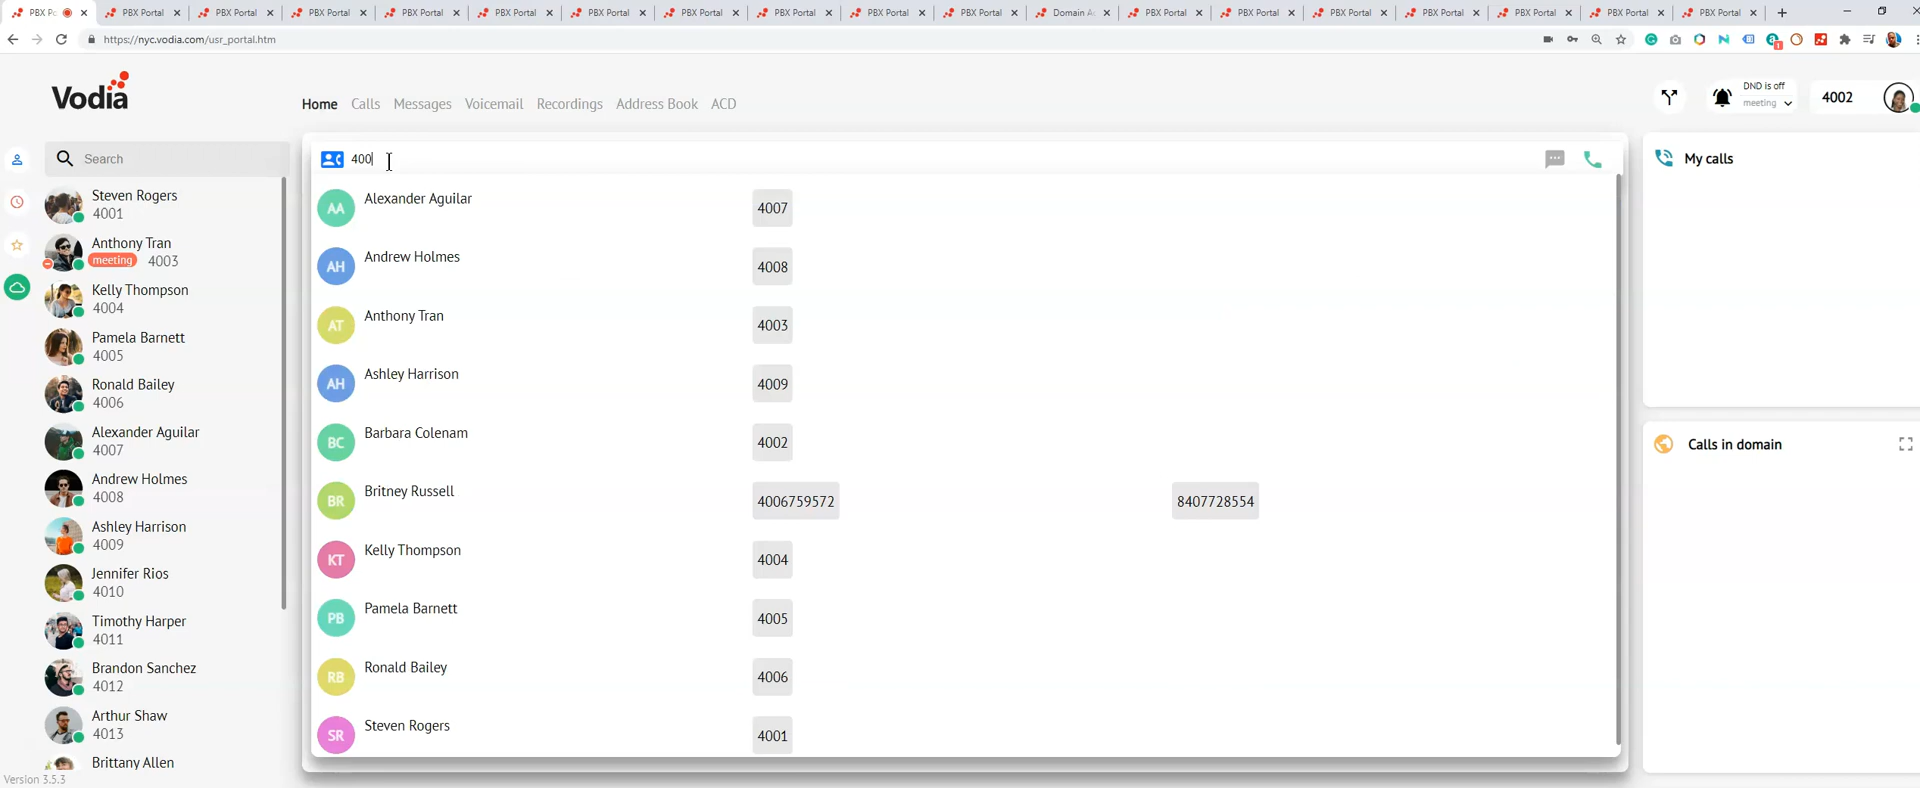 PBX Po
PBX Portal
PBX Portal
PBX Portal
PBX Portal
PBX Portal
PBX Portal
PBX Portal
PBX Portal
PBX Portal
PBX Portal
Domain Ac
PBX Portal
PBX Portal
PBX Portal
PBX Portal
PBX Portal
PBX Portal
PBX Portal
https://nyc.vodia.com/usr_portal.htm
Vodia
Home Calls Messages Voicemail Recordings Address Book ACD
DND is off
meeting
4002
Search
Steven Rogers
4001
Anthony Tran
meeting 4003
Kelly Thompson
4004
Pamela Barnett
4005
Ronald Bailey
4006
Alexander Aguilar
4007
Andrew Holmes
4008
Ashley Harrison
4009
Jennifer Rios
4010
Timothy Harper
4011
Brandon Sanchez
4012
Arthur Shaw
4013
Brittany Allen
Version 3.5.3
400
AA Alexander Aguilar 4007
AH Andrew Holmes 4008
AT Anthony Tran 4003
AH Ashley Harrison 4009
BC Barbara Colenam 4002
BR Britney Russell 4006759572 8407728554
KT Kelly Thompson 4004
PB Pamela Barnett 4005
RB Ronald Bailey 4006
SR Steven Rogers 4001
My calls
Calls in domain